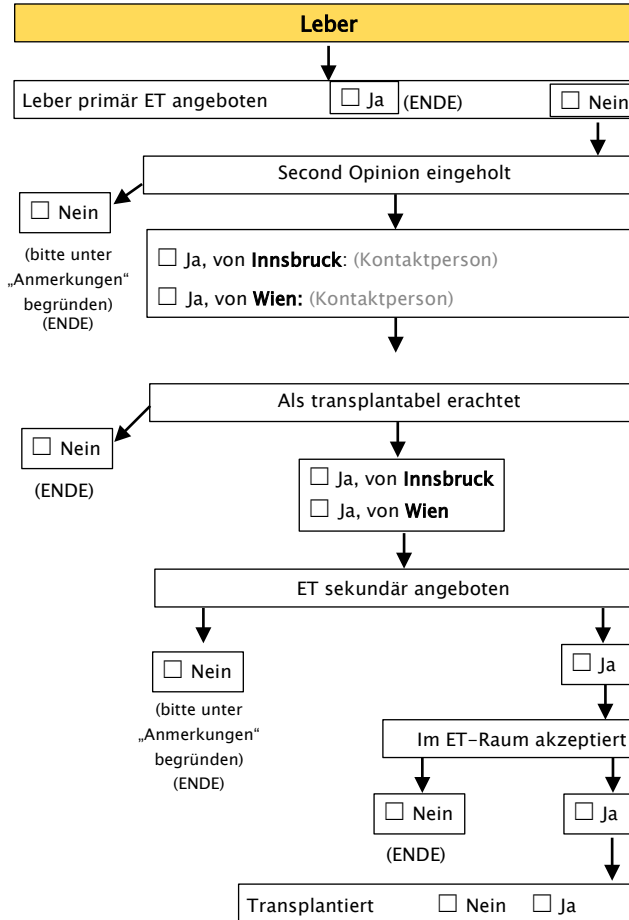 Leber
Leber primär ET angeboten ☐ Ja (ENDE) ☐ Nein
Second Opinion eingeholt
☐ Nein
(bitte unter
„Anmerkungen“
begründen)
(ENDE)
☐ Ja, von Innsbruck: (Kontaktperson)
☐ Ja, von Wien: (Kontaktperson)
Als transplantabel erachtet
☐ Nein
(ENDE)
☐ Ja, von Innsbruck
☐ Ja, von Wien
ET sekundär angeboten
☐ Nein
(bitte unter
„Anmerkungen“
begründen)
(ENDE)
☐ Ja
Im ET-Raum akzeptiert
☐ Nein
(ENDE)
☐ Ja
Transplantiert ☐ Nein ☐ Ja